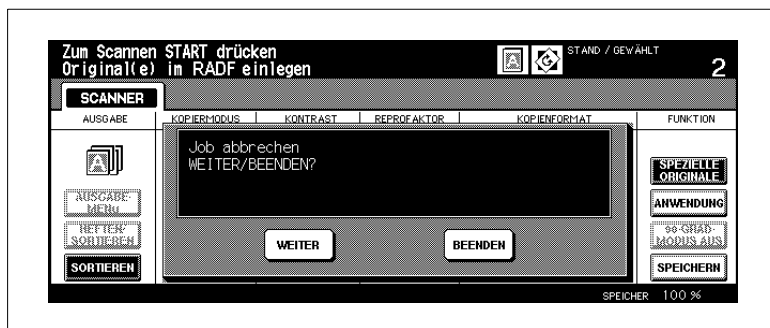 Zum Scannen START drücken
Original(e) im RADF einlegen
STAND / GEWÄHLT
2
SCANNER
AUSGABE KOPIERMODUS KONTRAST REPROFAKTOR KOPIENFORMAT FUNKTION
Job abbrechen
WEITER/BEENDEN?
WEITER BEENDEN
AUSGABE-
MENü
HEFTEN/
SORTIEREN
SORTIEREN
SPEZIELLE
ORIGINALE
ANWENDUNG
90-GRAD-
MODUS AUS
SPEICHERN
SPEICHER 100 %